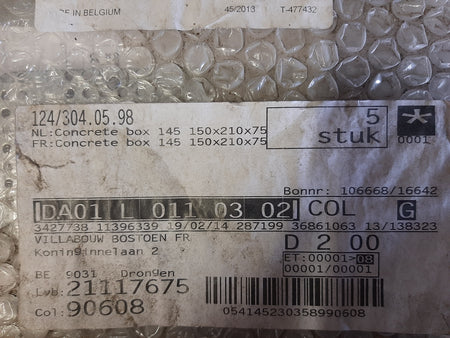 DE IN BELGIUM
45/2013
T-477432
124/304.05.98
NL:Concrete box 145 150x210x75
FR:Concrete box 145 150x210x75
5
stuk
0001
Bonnr: 106668/16642
DA01 L 011 03 02 COL G
3427738 11396339 19/02/14 287199 36861063 13/138323
VILLABOUW BOSTOEN FR
D 2 00
Koninginnelaan 2
ET:00001>08
00001/00001
BE 9031 Drongen
Lvb:21117675
Col:90608
054145230358990608